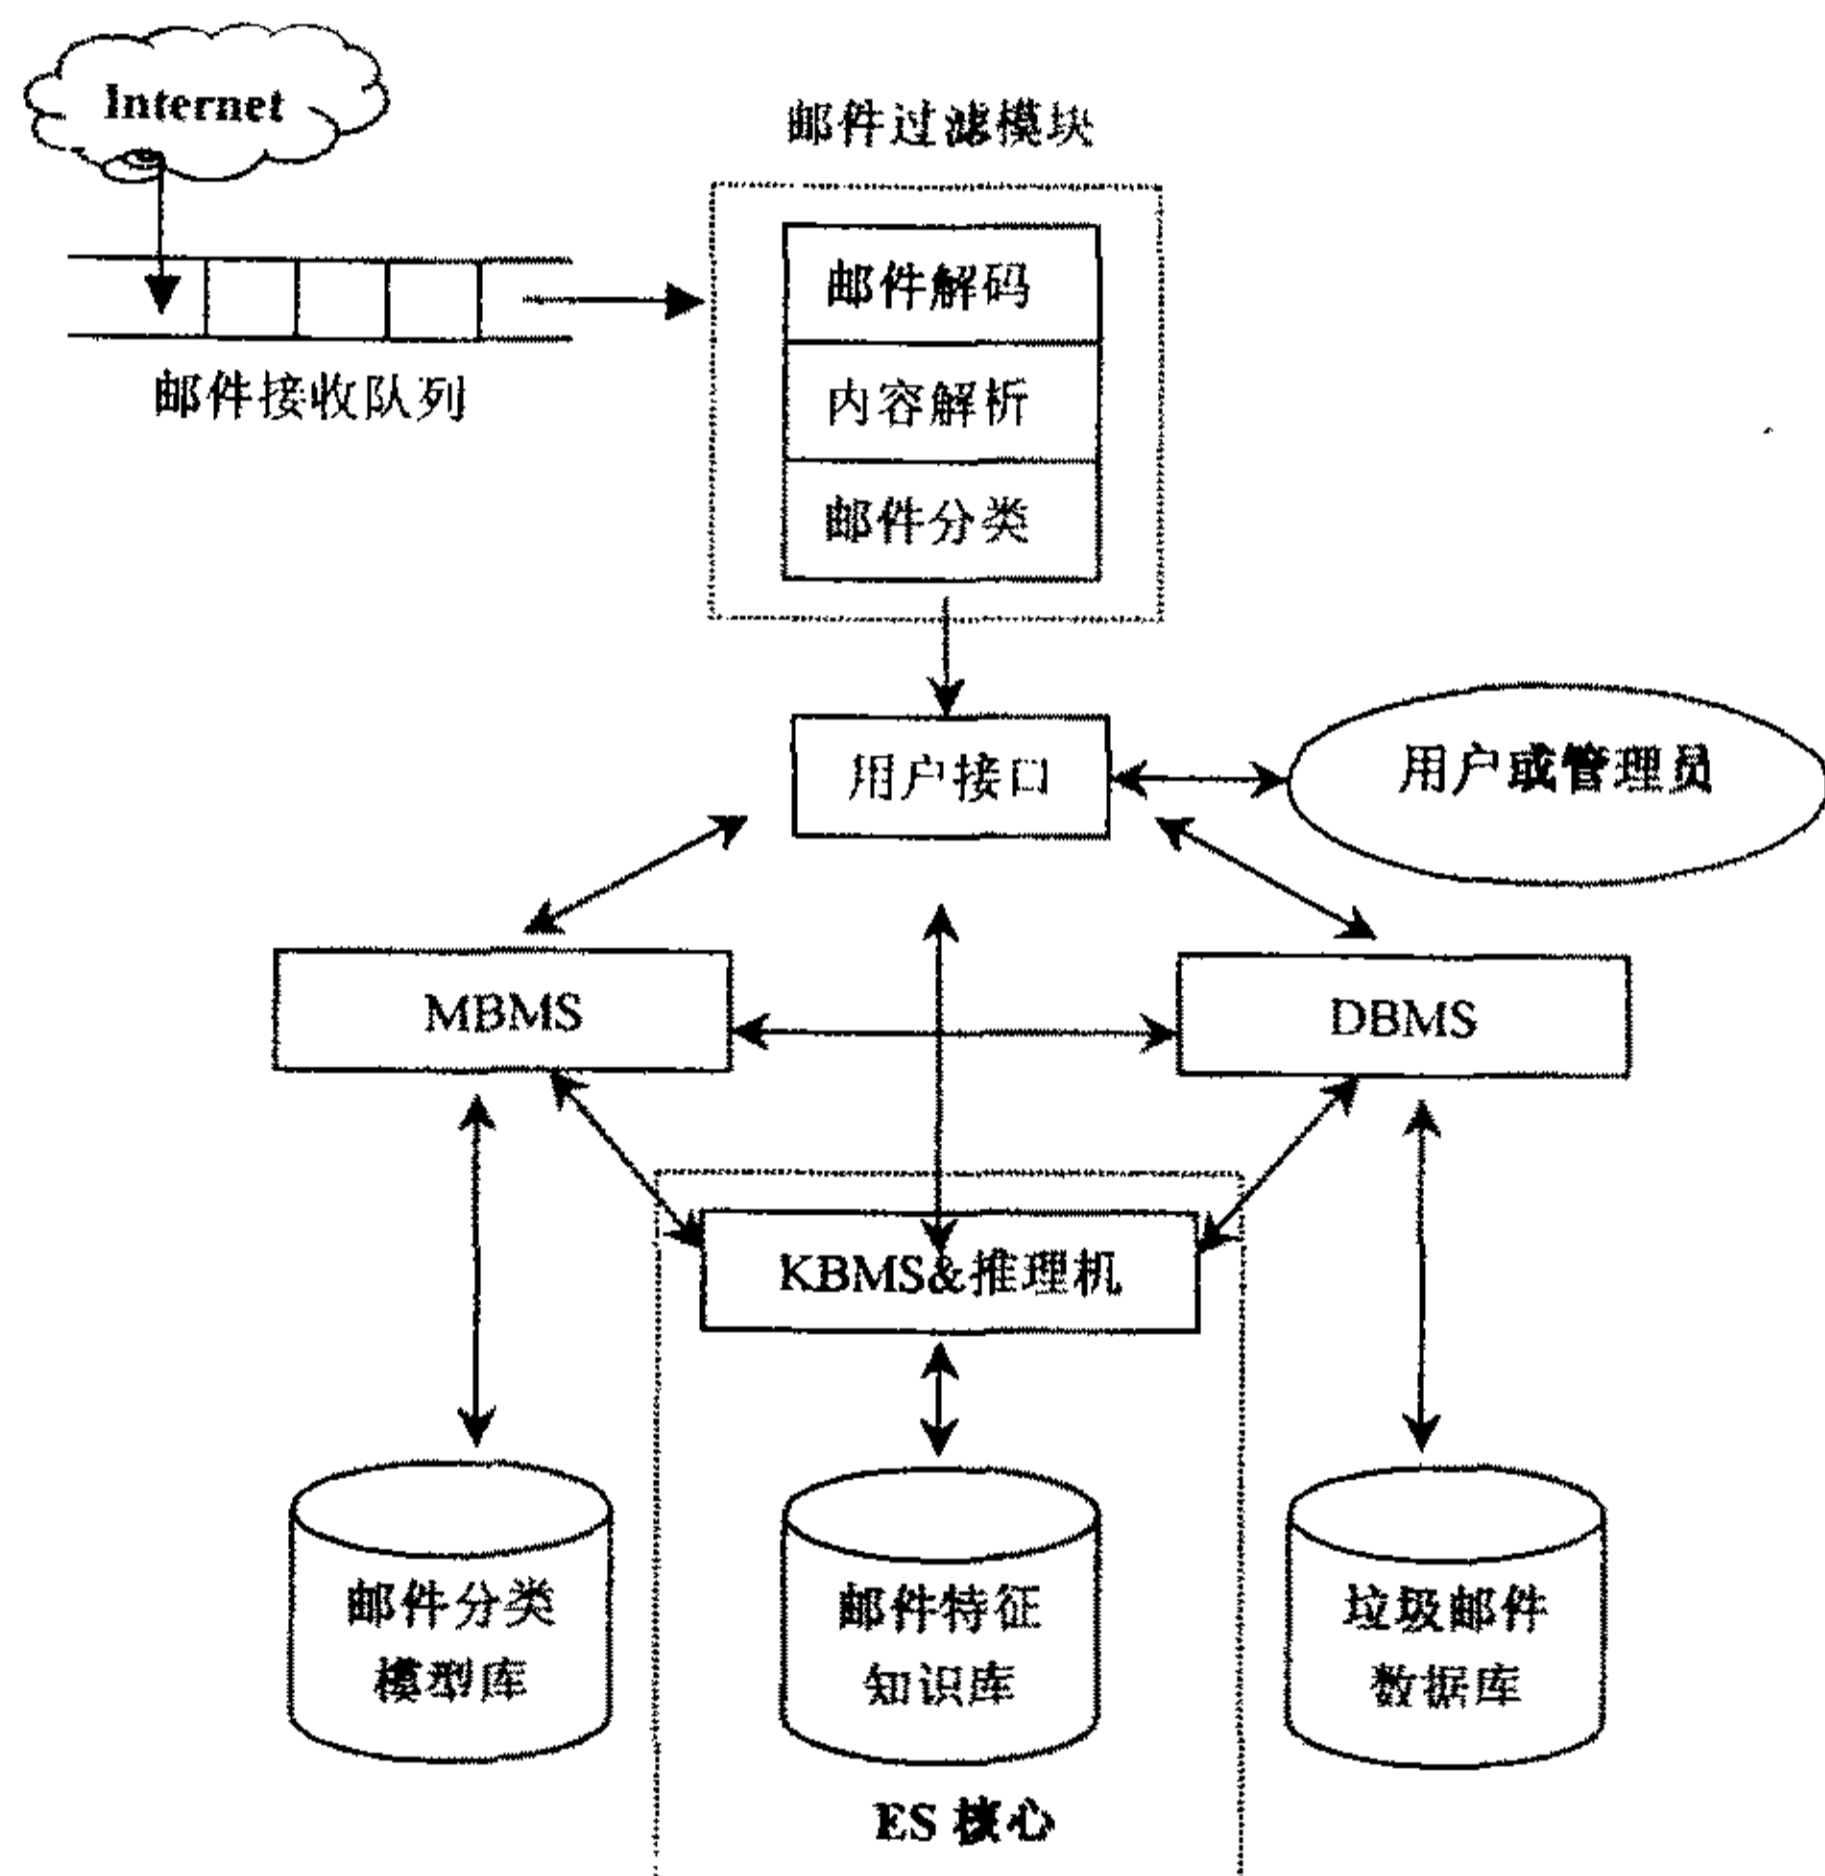 Internet
邮件过滤模块
邮件解码
邮件接收队列
内容解析
邮件分类
用户接口
用户或管理员
MBMS
DBMS
KBMS&推理机
邮件分类
模型库
邮件特征
知识库
垃圾邮件
数据库
ES 核心